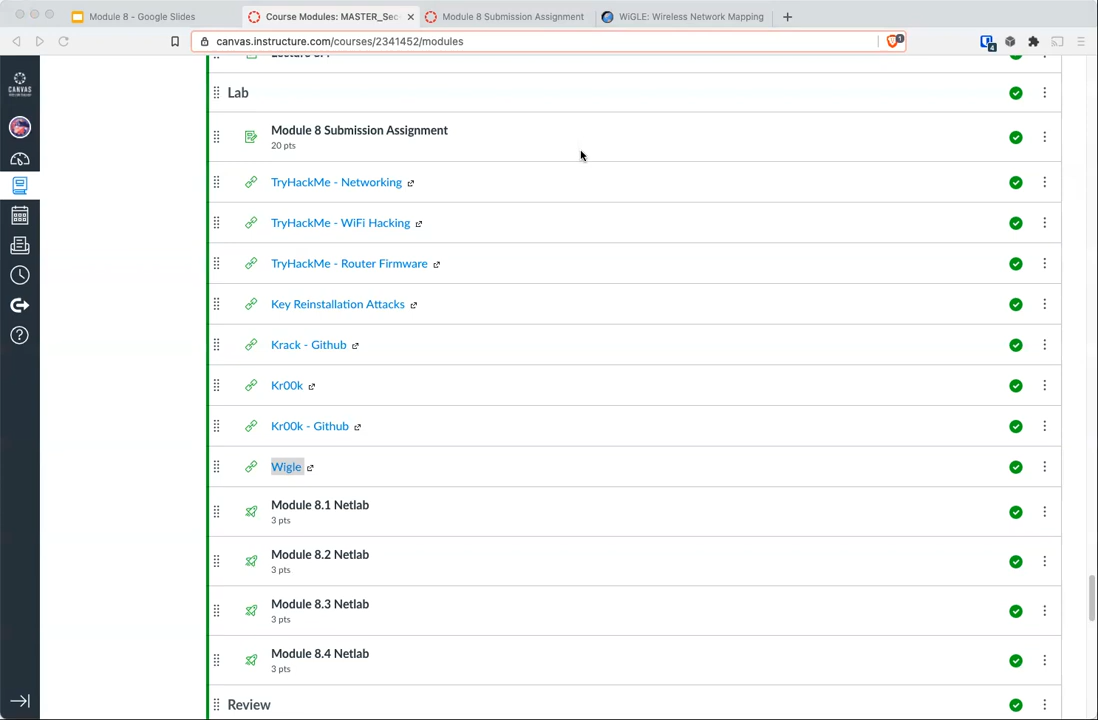 Module 8 - Google Slides
Course Modules: MASTER_Sec
Module 8 Submission Assignment
WiGLE: Wireless Network Mapping
canvas.instructure.com/courses/2341452/modules
1
4
CANVAS
Lab
Module 8 Submission Assignment
20 pts
TryHackMe - Networking
TryHackMe - WiFi Hacking
TryHackMe - Router Firmware
Key Reinstallation Attacks
Krack - Github
Kr00k
Kr00k - Github
Wigle
Module 8.1 Netlab
3 pts
Module 8.2 Netlab
3 pts
Module 8.3 Netlab
3 pts
Module 8.4 Netlab
3 pts
Review